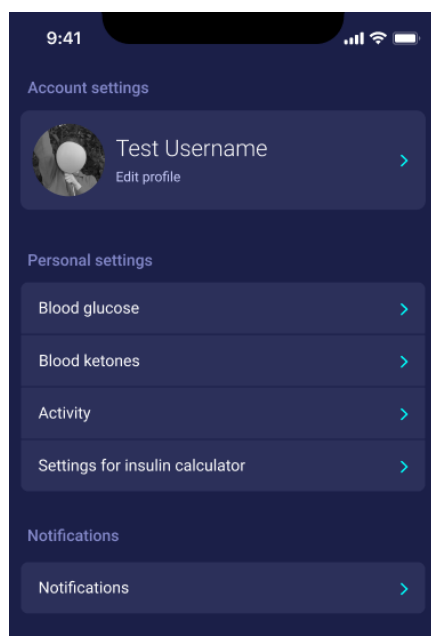 9:41
Account settings
Test Username
Edit profile
Personal settings
Blood glucose
Blood ketones
Activity
Settings for insulin calculator
Notifications
Notifications